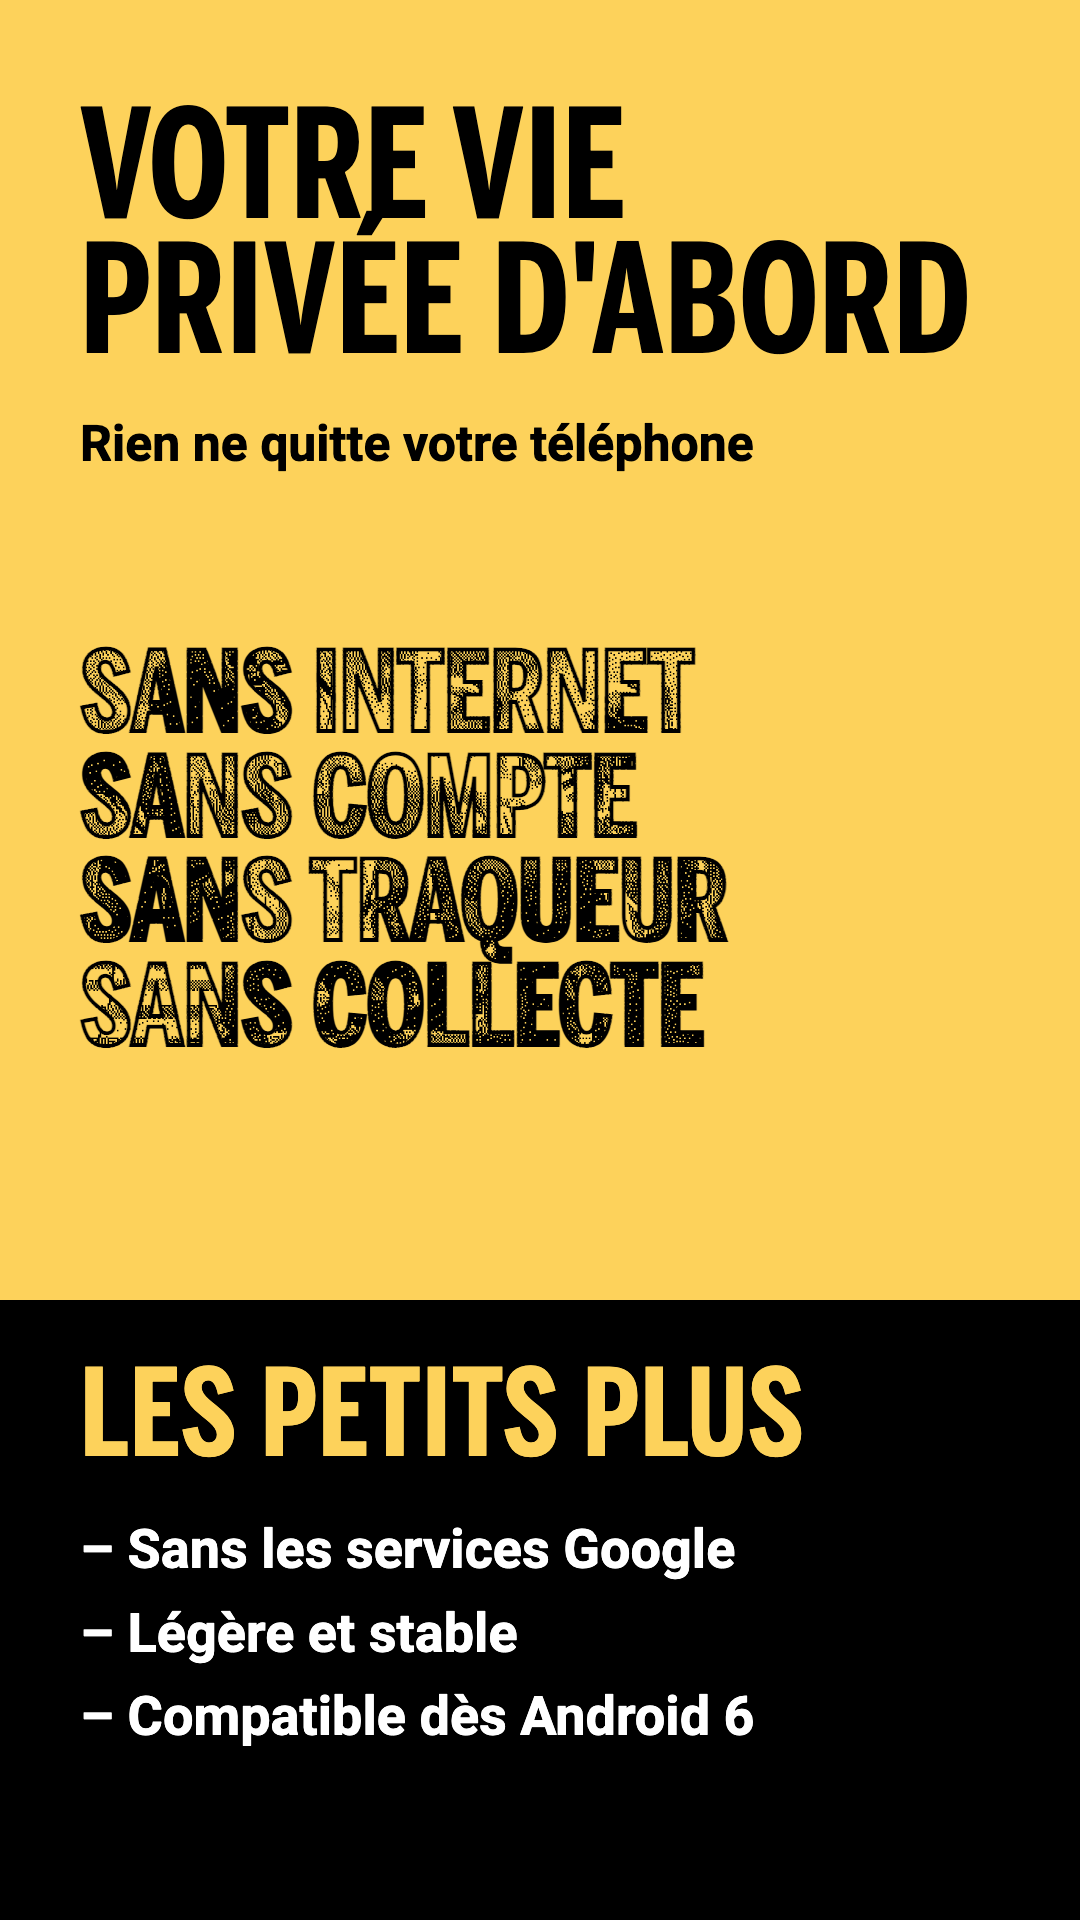 VOTRE VIE
PRIVÉE D'ABORD
Rien ne quitte votre téléphone
SANS INTERNET
SANS COMPTE
SANS TRAQUEUR
SANS COLLECTE
LES PETITS PLUS
– Sans les services Google
– Légère et stable
– Compatible dès Android 6